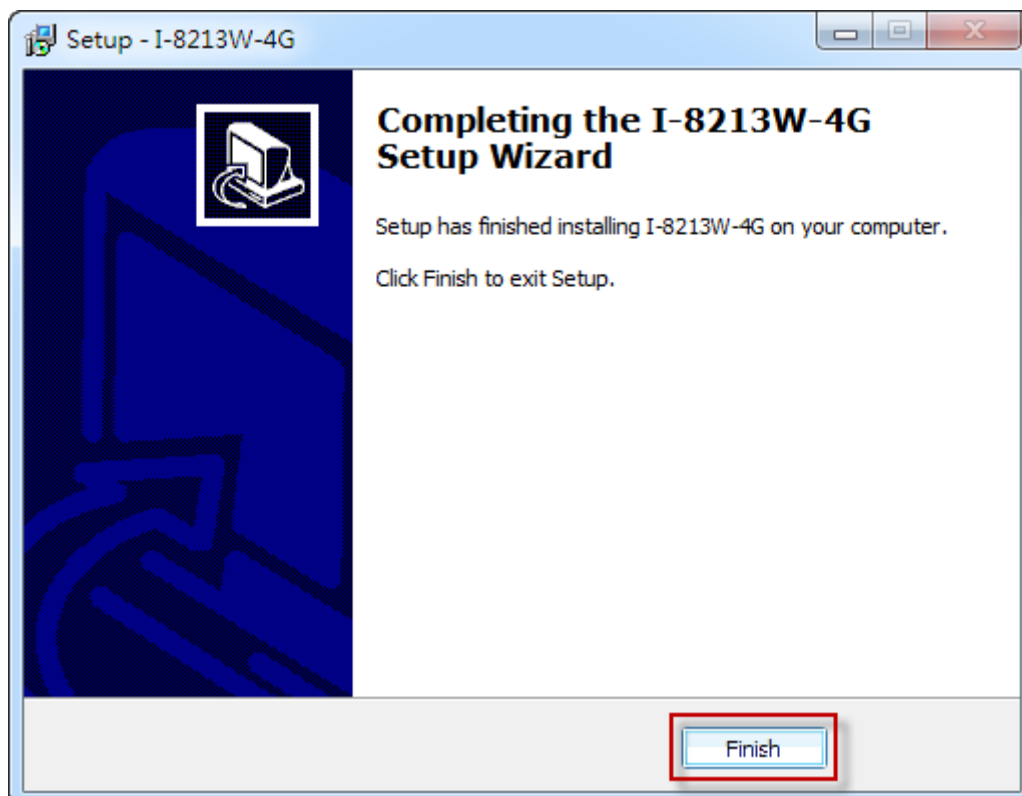 Setup - I-8213W-4G
Completing the I-8213W-4G
Setup Wizard
Setup has finished installing I-8213W-4G on your computer.
Click Finish to exit Setup.
Finish